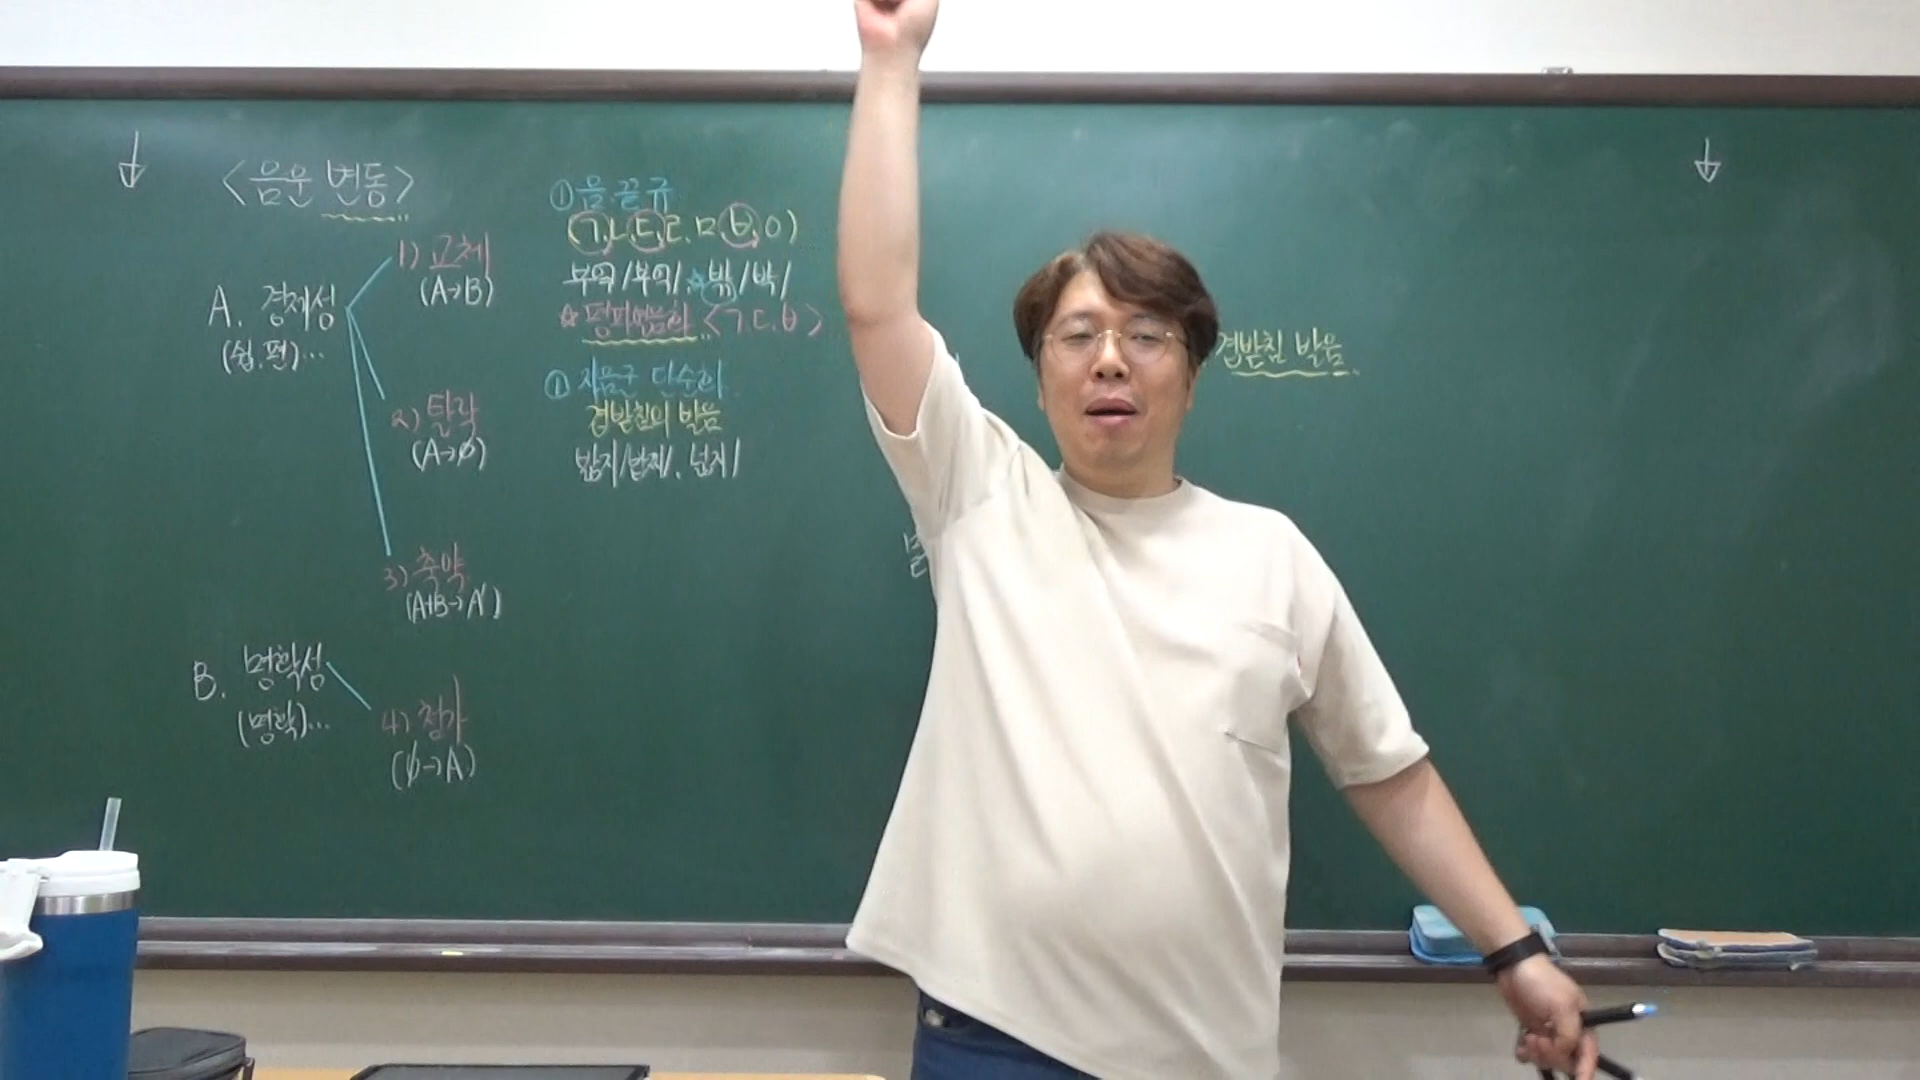 <음운 변동>
A. 경제성
(쉽.편)...
1) 교체
(A→B)
2) 탈락
(A→∅)
3) 축약
(A+B→A')
B. 명확성
(명확)...
4) 첨가
(∅→A)
① 음.끝.규
(ㄱ,ㄴ,ㄷ,ㄹ,ㅁ,ㅂ,ㅇ)
부엌/부억/, ☆밖/박/
☆ 평파열음화 <ㄱ.ㄷ.ㅂ>
① 자음군 단순화
겹받침의 발음
밟지/밥찌/.
겹받침 발음